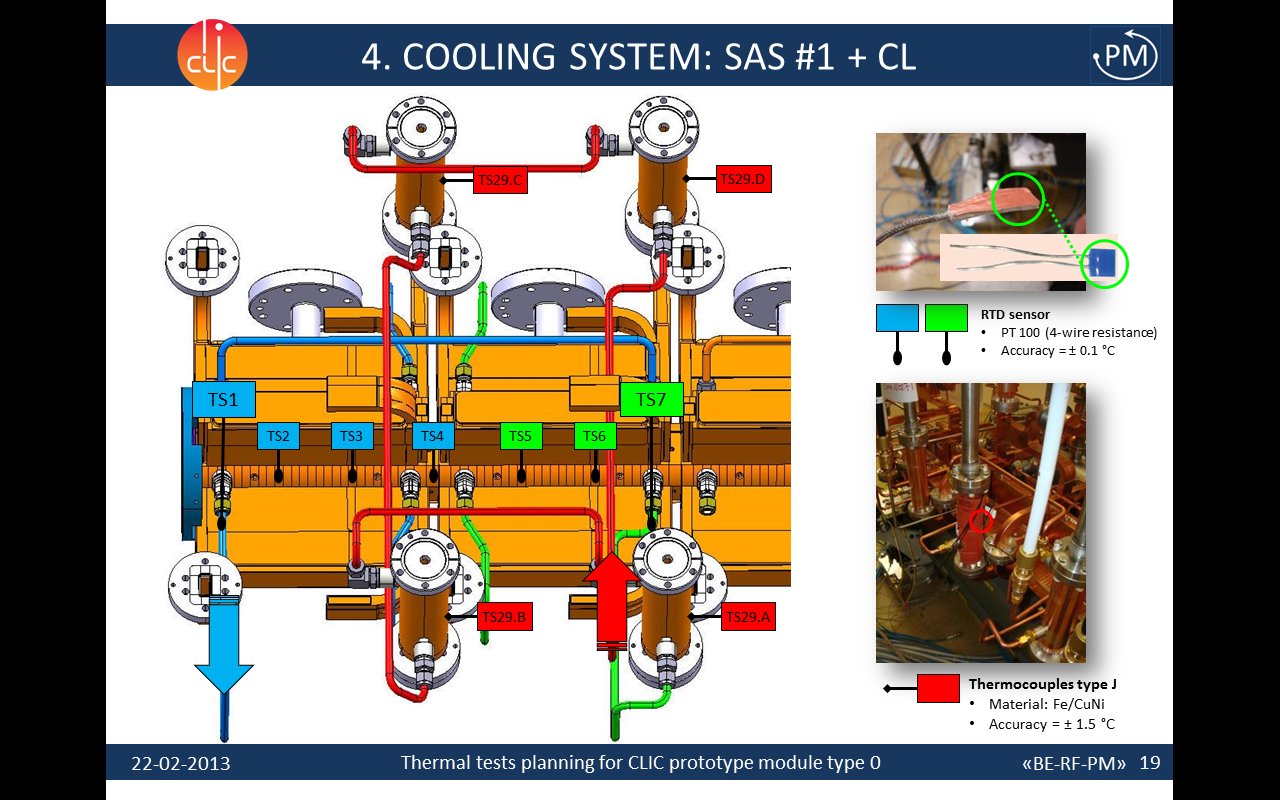 CLIC
4. COOLING SYSTEM: SAS #1 + CL
PM
TS29.C
TS29.D
TS1
TS7
TS2
TS3
TS4
TS5
TS6
TS29.B
TS29.A
RTD sensor
• PT 100 (4-wire resistance)
• Accuracy = ± 0.1 °C
Thermocouples type J
• Material: Fe/CuNi
• Accuracy = ± 1.5 °C
22-02-2013
Thermal tests planning for CLIC prototype module type 0
«BE-RF-PM» 19